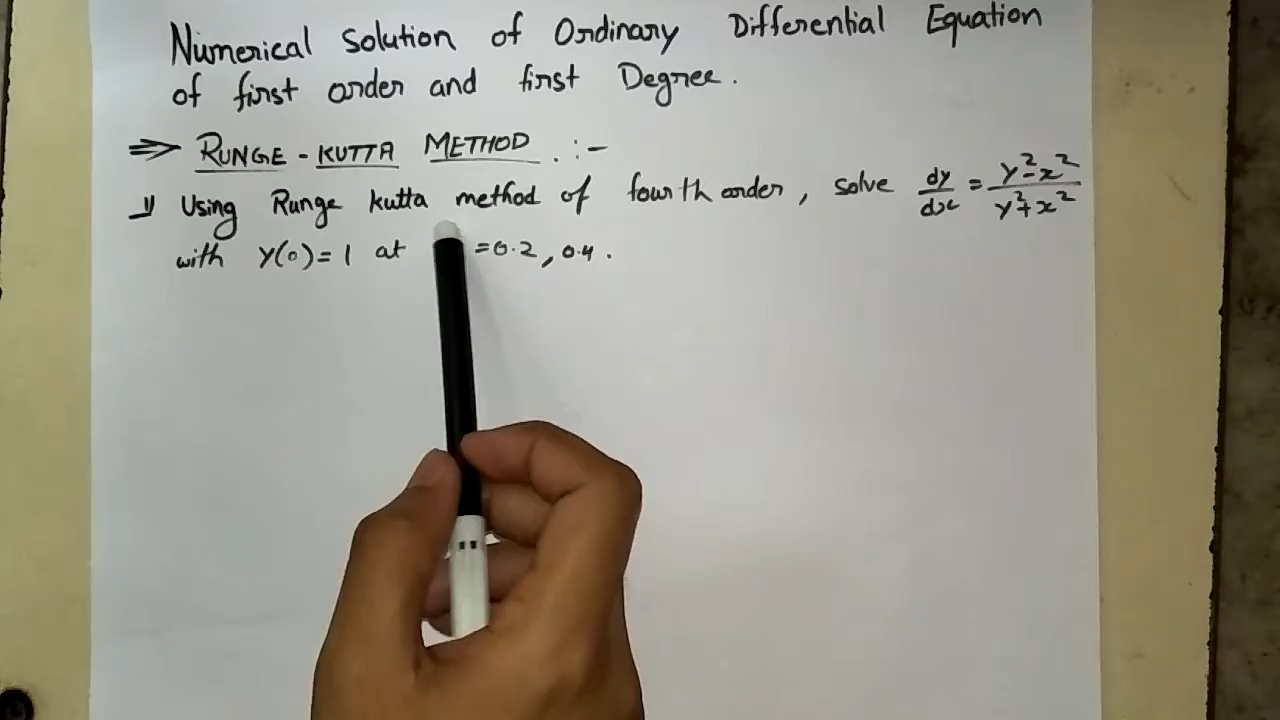 Numerical Solution of Ordinary Differential Equation
of first order and first Degree.
⇒ RUNGE-KUTTA METHOD :-
1) Using Runge kutta method of fourth order, solve dy/dx = y²-x²/y²+x²
with y(0)=1 at =0.2, 0.4.